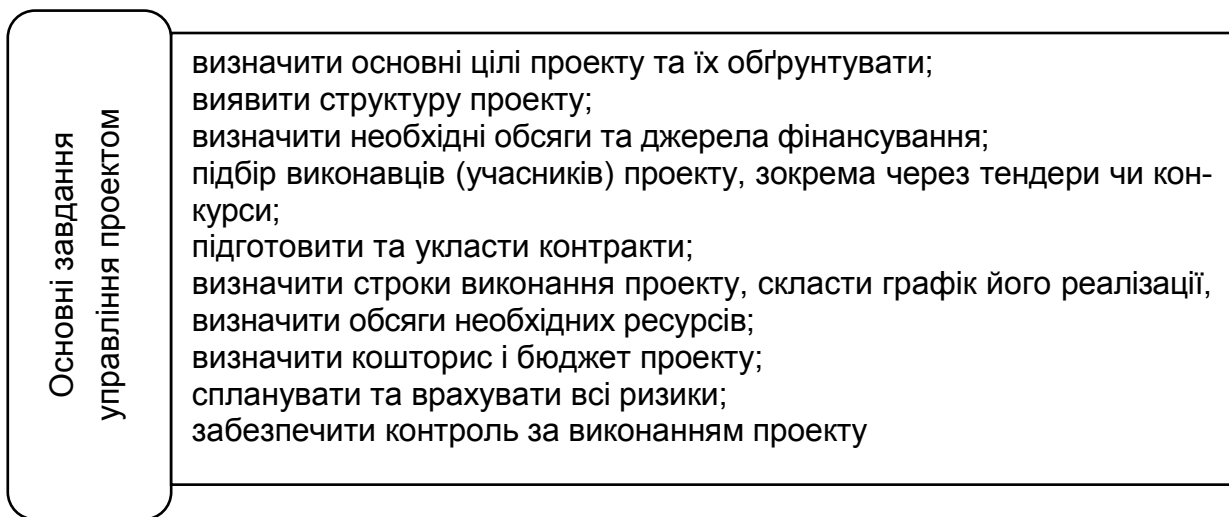 Основні завдання
управління проектом
визначити основні цілі проекту та їх обґрунтувати;
виявити структуру проекту;
визначити необхідні обсяги та джерела фінансування;
підбір виконавців (учасників) проекту, зокрема через тендери чи кон-
курси;
підготовити та укласти контракти;
визначити строки виконання проекту, скласти графік його реалізації,
визначити обсяги необхідних ресурсів;
визначити кошторис і бюджет проекту;
спланувати та врахувати всі ризики;
забезпечити контроль за виконанням проекту